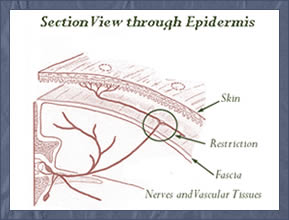 Section View through Epidermis
Skin
Restriction
Fascia
Nerves and Vascular Tissues